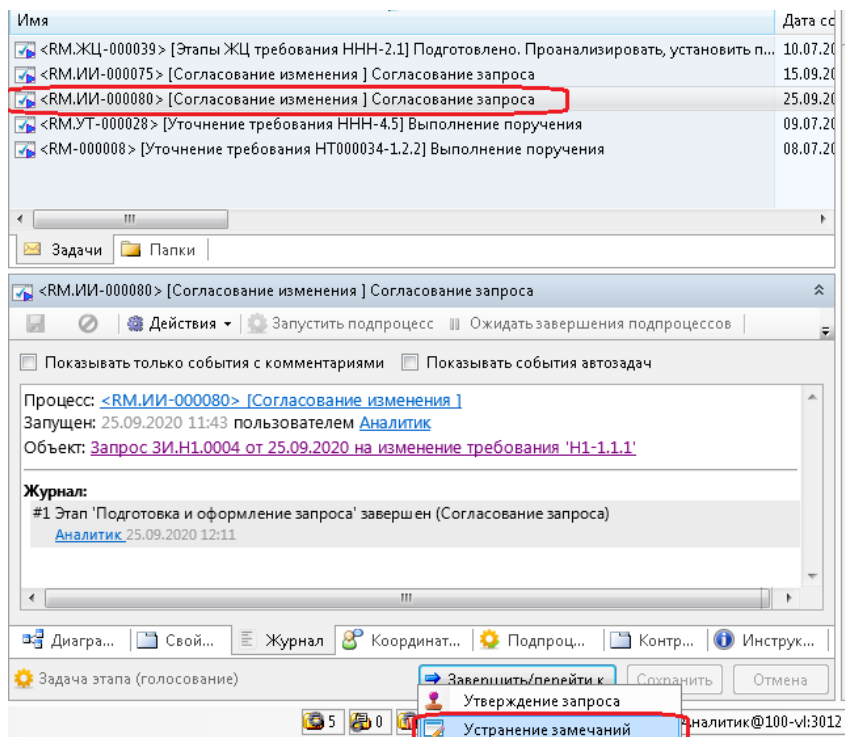 Имя Дата сс
<RM.ЖЦ-000039> [Этапы ЖЦ требования ННН-2.1] Подготовлено. Проанализировать, установить п... 10.07.20
<RM.ИИ-000075> [Согласование изменения ] Согласование запроса 15.09.20
<RM.ИИ-000080> [Согласование изменения ] Согласование запроса 25.09.20
<RM.УТ-000028> [Уточнение требования ННН-4.5] Выполнение поручения 09.07.20
<RM-000008> [Уточнение требования НТ000034-1.2.2] Выполнение поручения 08.07.20
Задачи Папки
<RM.ИИ-000080> [Согласование изменения ] Согласование запроса
Действия Запустить подпроцесс Ожидать завершения подпроцессов
Показывать только события с комментариями Показывать события автозадач
Процесс: <RM.ИИ-000080> [Согласование изменения ]
Запущен: 25.09.2020 11:43 пользователем Аналитик
Объект: Запрос ЗИ.Н1.0004 от 25.09.2020 на изменение требования 'Н1-1.1.1'
Журнал:
#1 Этап 'Подготовка и оформление запроса' завершен (Согласование запроса)
Аналитик 25.09.2020 12:11
Диагра... Свой... Журнал Координат... Подпроц... Контр... Инструк...
Задача этапа (голосование) Завершить/перейти к Сохранить Отмена
Утверждение запроса
5 0 Устранение замечаний Аналитик@100-vl:3012